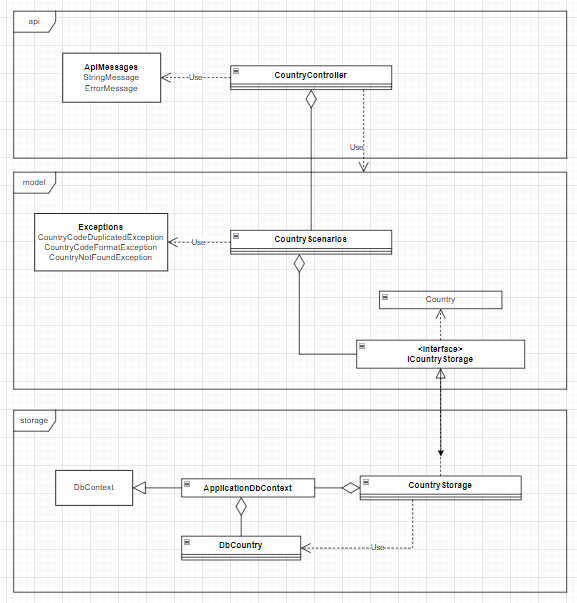 api
ApiMessages
StringMessage
ErrorMessage
Use
CountryController
Use
model
Exceptions
CountryCodeDuplicatedException
CountryCodeFormatException
CountryNotFoundException
Use
CountryScenarios
Country
<Interface>
ICountryStorage
storage
DbContext
ApplicationDbContext
CountryStorage
DbCountry
Use